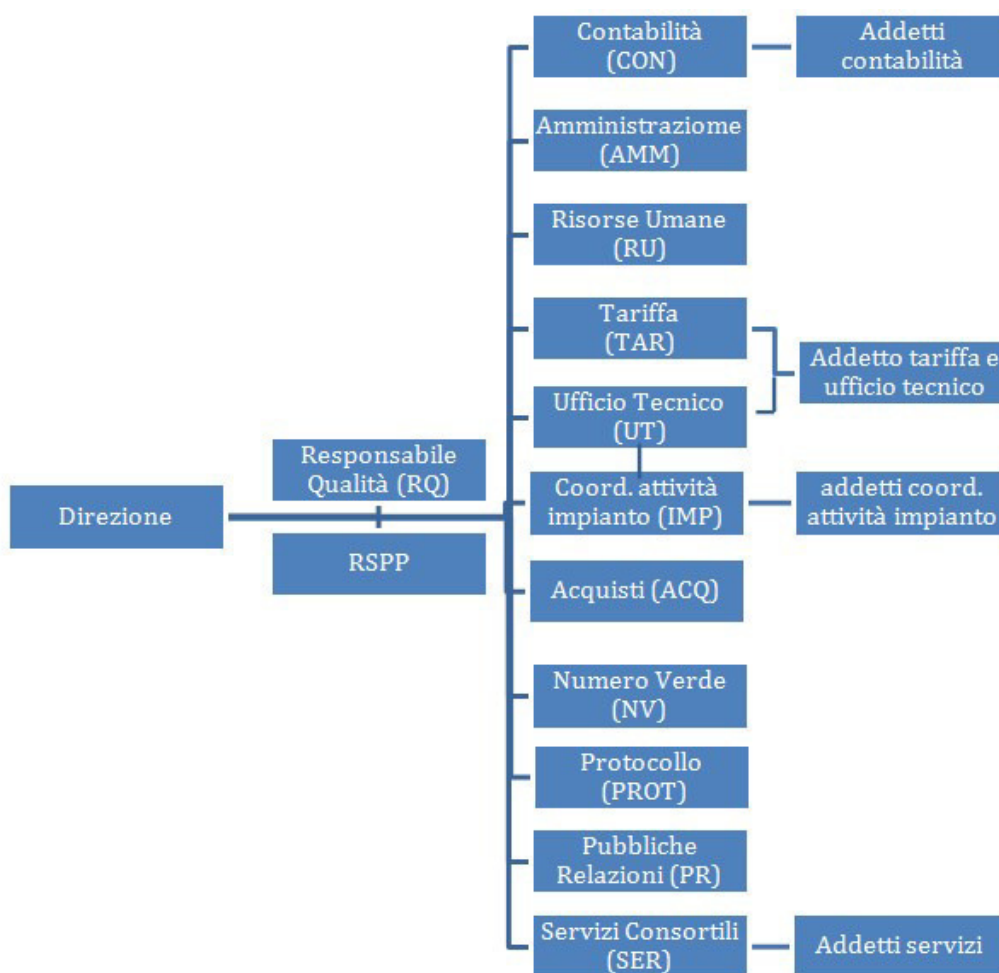 Contabilità
(CON)
Addetti
contabilità
Amministraziome
(AMM)
Risorse Umane
(RU)
Tariffa
(TAR)
Addetto tariffa e
ufficio tecnico
Ufficio Tecnico
(UT)
Responsabile
Qualità (RQ)
Direzione
RSPP
Coord. attività
impianto (IMP)
addetti coord.
attività impianto
Acquisti (ACQ)
Numero Verde
(NV)
Protocollo
(PROT)
Pubbliche
Relazioni (PR)
Servizi Consortili
(SER)
Addetti servizi